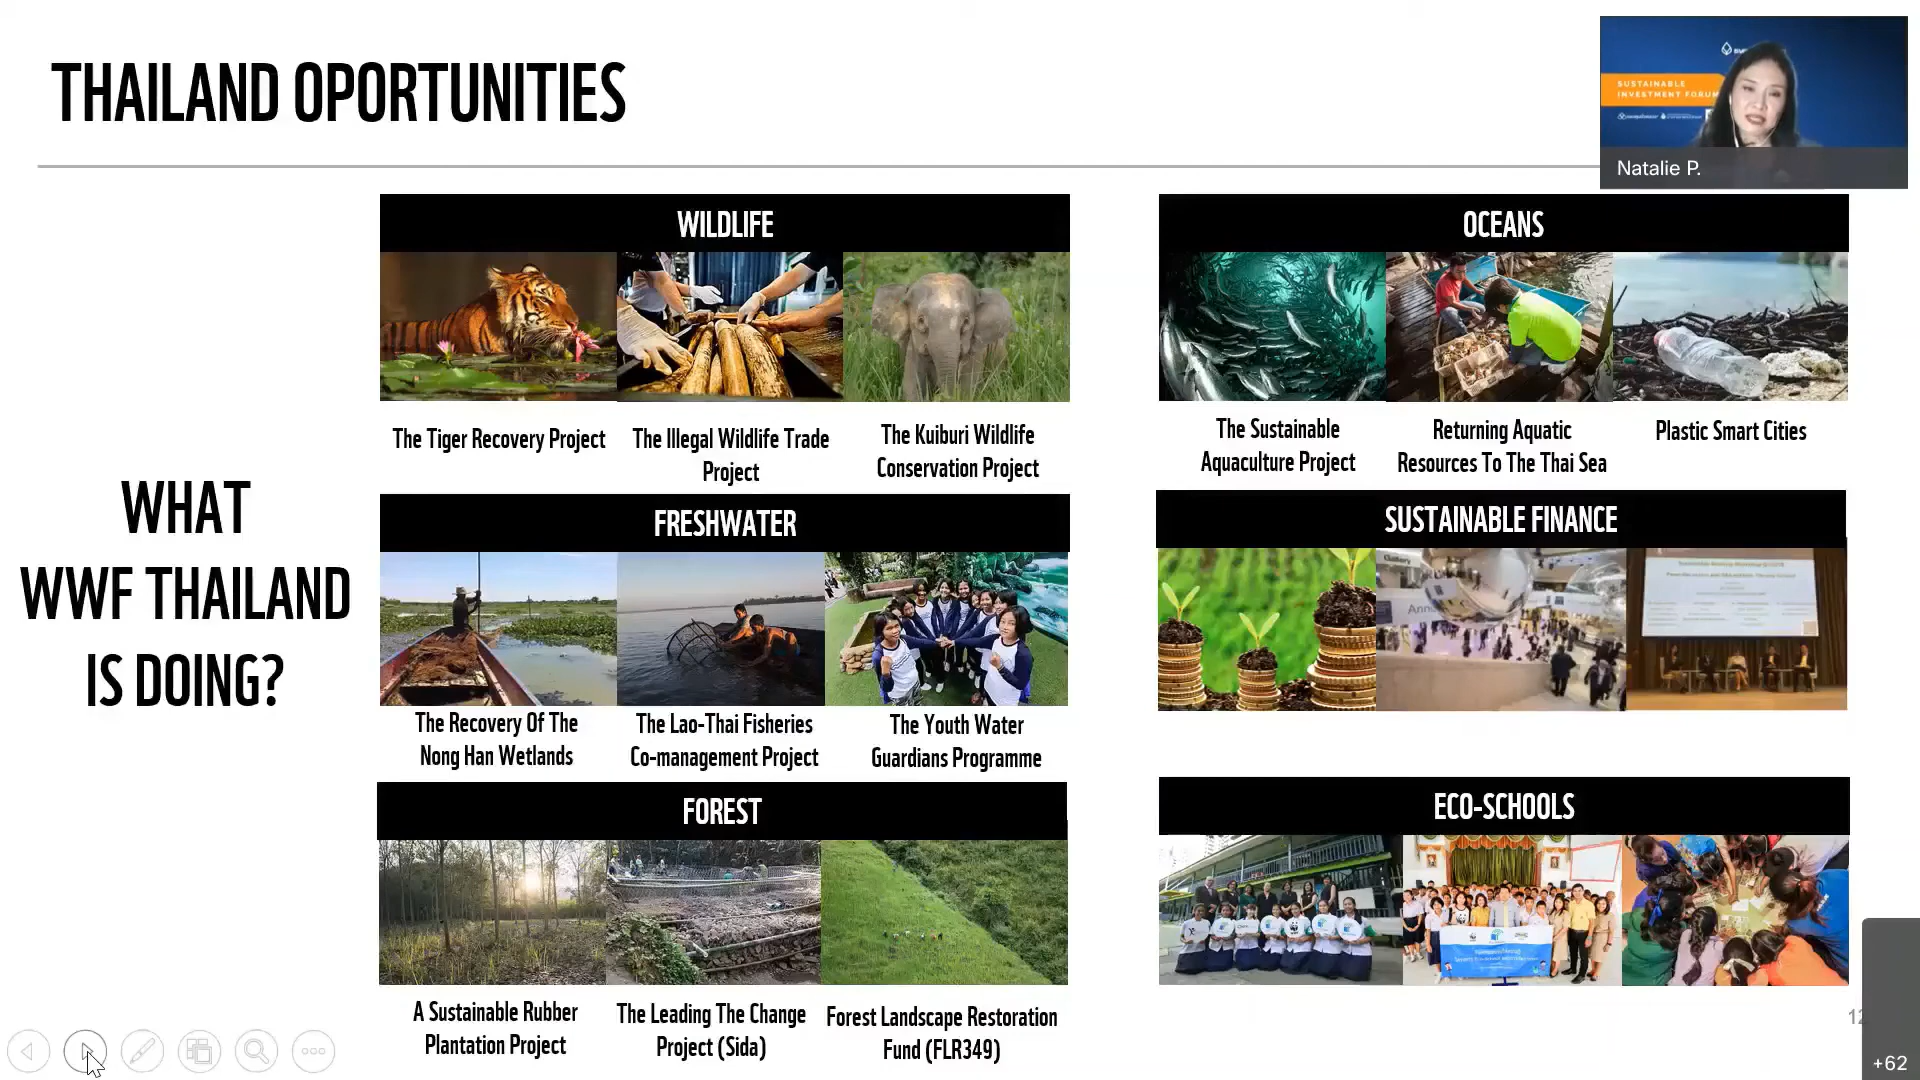 THAILAND OPORTUNITIES
SUSTAINABLE
INVESTMENT FORUM
Natalie P.
WHAT
WWF THAILAND
IS DOING?
WILDLIFE
The Tiger Recovery Project
The Illegal Wildlife Trade
Project
The Kuiburi Wildlife
Conservation Project
OCEANS
The Sustainable
Aquaculture Project
Returning Aquatic
Resources To The Thai Sea
Plastic Smart Cities
FRESHWATER
The Recovery Of The
Nong Han Wetlands
The Lao-Thai Fisheries
Co-management Project
The Youth Water
Guardians Programme
SUSTAINABLE FINANCE
FOREST
A Sustainable Rubber
Plantation Project
The Leading The Change
Project (Sida)
Forest Landscape Restoration
Fund (FLR349)
ECO-SCHOOLS
12
+62